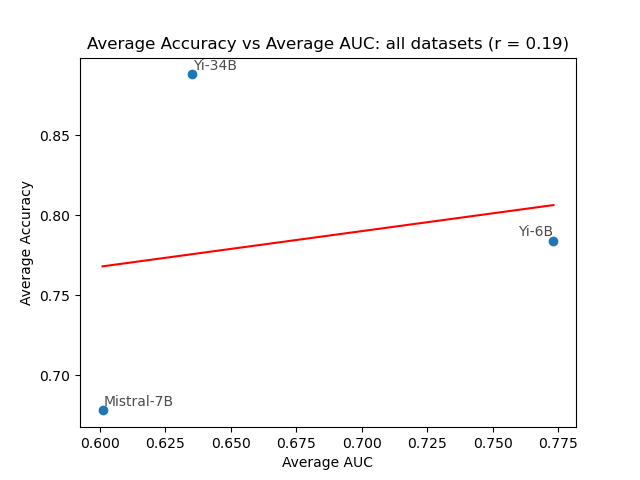 Average Accuracy vs Average AUC: all datasets (r = 0.19)
Yi-34B
0.85
0.80
Yi-6B
Average Accuracy
0.75
0.70
Mistral-7B
0.600 0.625 0.650 0.675 0.700 0.725 0.750 0.775
Average AUC